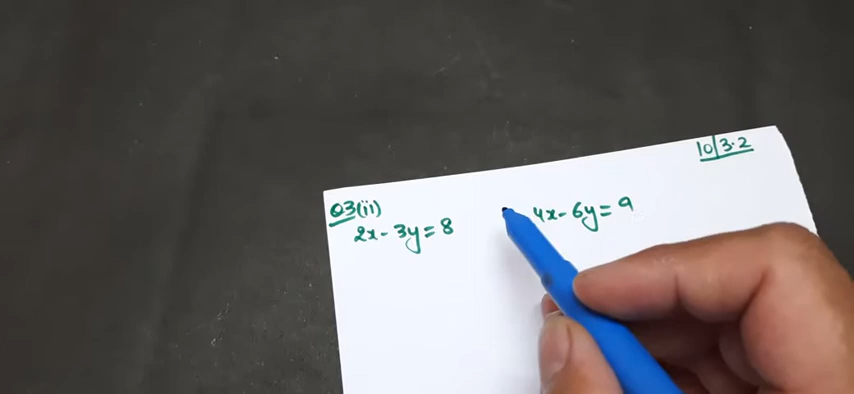 10 | 3.2
Q3(ii)
2x - 3y = 8 4x - 6y = 9